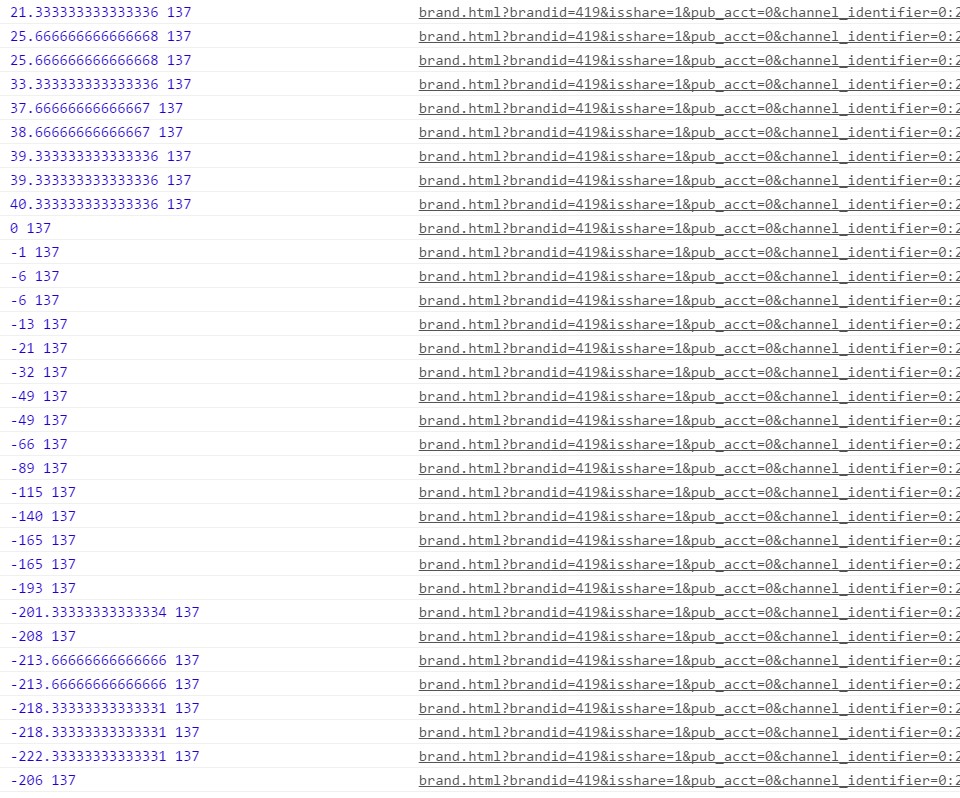 21.333333333333336 137 brand.html?brandid=419&isshare=1&pub_acct=0&channel_identifier=0:2
25.666666666666668 137 brand.html?brandid=419&isshare=1&pub_acct=0&channel_identifier=0:2
25.666666666666668 137 brand.html?brandid=419&isshare=1&pub_acct=0&channel_identifier=0:2
33.333333333333336 137 brand.html?brandid=419&isshare=1&pub_acct=0&channel_identifier=0:2
37.66666666666667 137 brand.html?brandid=419&isshare=1&pub_acct=0&channel_identifier=0:2
38.66666666666667 137 brand.html?brandid=419&isshare=1&pub_acct=0&channel_identifier=0:2
39.333333333333336 137 brand.html?brandid=419&isshare=1&pub_acct=0&channel_identifier=0:2
39.333333333333336 137 brand.html?brandid=419&isshare=1&pub_acct=0&channel_identifier=0:2
40.333333333333336 137 brand.html?brandid=419&isshare=1&pub_acct=0&channel_identifier=0:2
0 137 brand.html?brandid=419&isshare=1&pub_acct=0&channel_identifier=0:2
-1 137 brand.html?brandid=419&isshare=1&pub_acct=0&channel_identifier=0:2
-6 137 brand.html?brandid=419&isshare=1&pub_acct=0&channel_identifier=0:2
-6 137 brand.html?brandid=419&isshare=1&pub_acct=0&channel_identifier=0:2
-13 137 brand.html?brandid=419&isshare=1&pub_acct=0&channel_identifier=0:2
-21 137 brand.html?brandid=419&isshare=1&pub_acct=0&channel_identifier=0:2
-32 137 brand.html?brandid=419&isshare=1&pub_acct=0&channel_identifier=0:2
-49 137 brand.html?brandid=419&isshare=1&pub_acct=0&channel_identifier=0:2
-49 137 brand.html?brandid=419&isshare=1&pub_acct=0&channel_identifier=0:2
-66 137 brand.html?brandid=419&isshare=1&pub_acct=0&channel_identifier=0:2
-89 137 brand.html?brandid=419&isshare=1&pub_acct=0&channel_identifier=0:2
-115 137 brand.html?brandid=419&isshare=1&pub_acct=0&channel_identifier=0:2
-140 137 brand.html?brandid=419&isshare=1&pub_acct=0&channel_identifier=0:2
-165 137 brand.html?brandid=419&isshare=1&pub_acct=0&channel_identifier=0:2
-165 137 brand.html?brandid=419&isshare=1&pub_acct=0&channel_identifier=0:2
-193 137 brand.html?brandid=419&isshare=1&pub_acct=0&channel_identifier=0:2
-201.33333333333334 137 brand.html?brandid=419&isshare=1&pub_acct=0&channel_identifier=0:2
-208 137 brand.html?brandid=419&isshare=1&pub_acct=0&channel_identifier=0:2
-213.66666666666666 137 brand.html?brandid=419&isshare=1&pub_acct=0&channel_identifier=0:2
-213.66666666666666 137 brand.html?brandid=419&isshare=1&pub_acct=0&channel_identifier=0:2
-218.33333333333331 137 brand.html?brandid=419&isshare=1&pub_acct=0&channel_identifier=0:2
-218.33333333333331 137 brand.html?brandid=419&isshare=1&pub_acct=0&channel_identifier=0:2
-222.33333333333331 137 brand.html?brandid=419&isshare=1&pub_acct=0&channel_identifier=0:2
-206 137 brand.html?brandid=419&isshare=1&pub_acct=0&channel_identifier=0:2